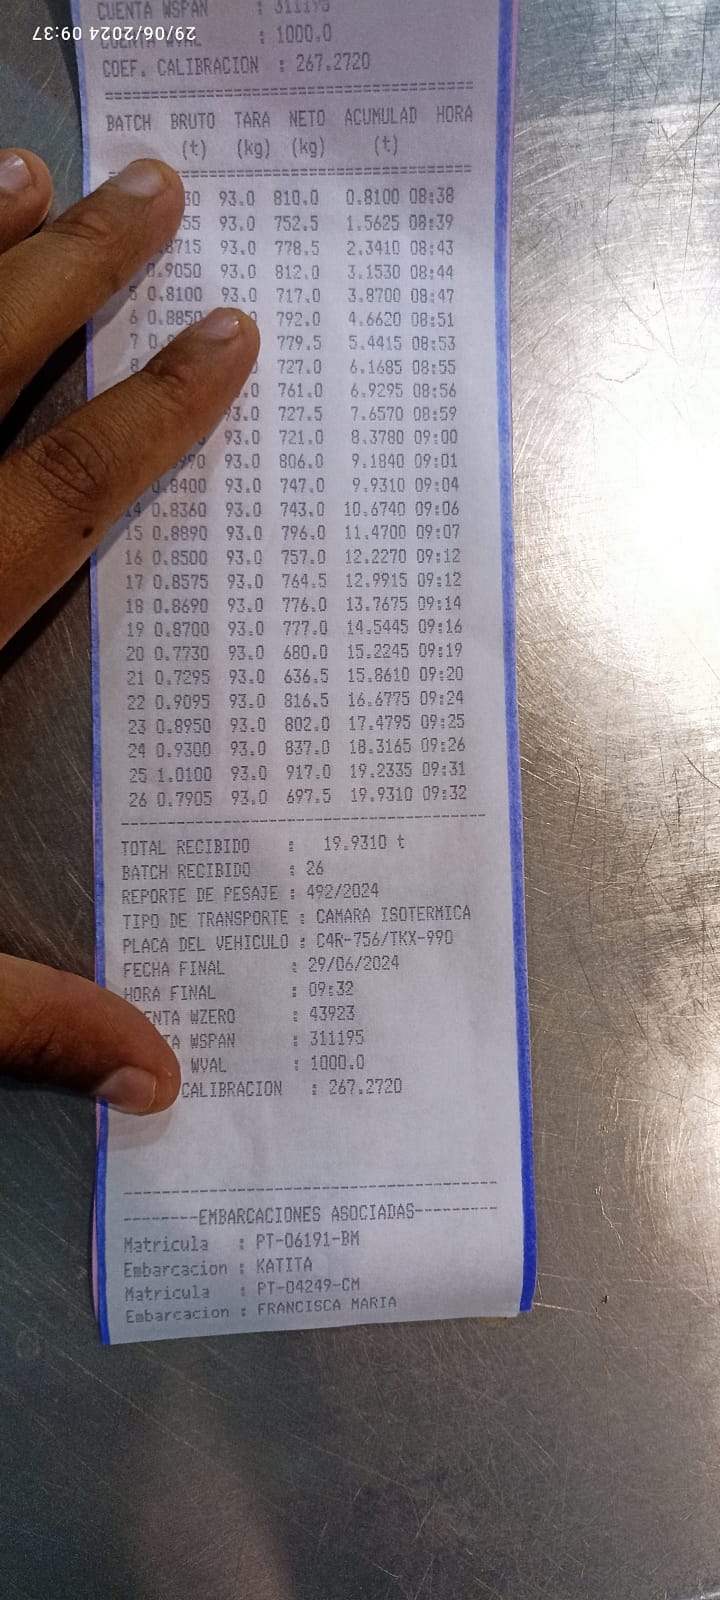 CUENTA WSPAN : 311195
29/06/2024 09:37
CUENTA WVAL : 1000.0
COEF. CALIBRACION : 267.2720
BATCH BRUTO TARA NETO ACUMULAD HORA
(t) (kg) (kg) (t)
30 93.0 810.0 0.8100 08:38
55 93.0 752.5 1.5625 08:39
.8715 93.0 778.5 2.3410 08:43
0.9050 93.0 812.0 3.1530 08:44
5 0.8100 93.0 717.0 3.8700 08:47
6 0.8850 792.0 4.6620 08:51
7 779.5 5.4415 08:53
8 727.0 6.1685 08:55
.0 761.0 6.9295 08:56
93.0 727.5 7.6570 08:59
93.0 721.0 8.3780 09:00
990 93.0 806.0 9.1840 09:01
0.8400 93.0 747.0 9.9310 09:04
14 0.8360 93.0 743.0 10.6740 09:06
15 0.8890 93.0 796.0 11.4700 09:07
16 0.8500 93.0 757.0 12.2270 09:12
17 0.8575 93.0 764.5 12.9915 09:12
18 0.8690 93.0 776.0 13.7675 09:14
19 0.8700 93.0 777.0 14.5445 09:16
20 0.7730 93.0 680.0 15.2245 09:19
21 0.7295 93.0 636.5 15.8610 09:20
22 0.9095 93.0 816.5 16.6775 09:24
23 0.8950 93.0 802.0 17.4795 09:25
24 0.9300 93.0 837.0 18.3165 09:26
25 1.0100 93.0 917.0 19.2335 09:31
26 0.7905 93.0 697.5 19.9310 09:32
TOTAL RECIBIDO : 19.9310 t
BATCH RECIBIDO : 26
REPORTE DE PESAJE : 492/2024
TIPO DE TRANSPORTE : CAMARA ISOTERMICA
PLACA DEL VEHICULO : C4R-756/TKX-990
FECHA FINAL : 29/06/2024
HORA FINAL : 09:32
ENTA WZERO : 43923
TA WSPAN : 311195
WVAL : 1000.0
CALIBRACION : 267.2720
--------EMBARCACIONES ASOCIADAS--------
Matricula : PT-06191-BM
Embarcacion : KATITA
Matricula : PT-04249-CM
Embarcacion : FRANCISCA MARIA